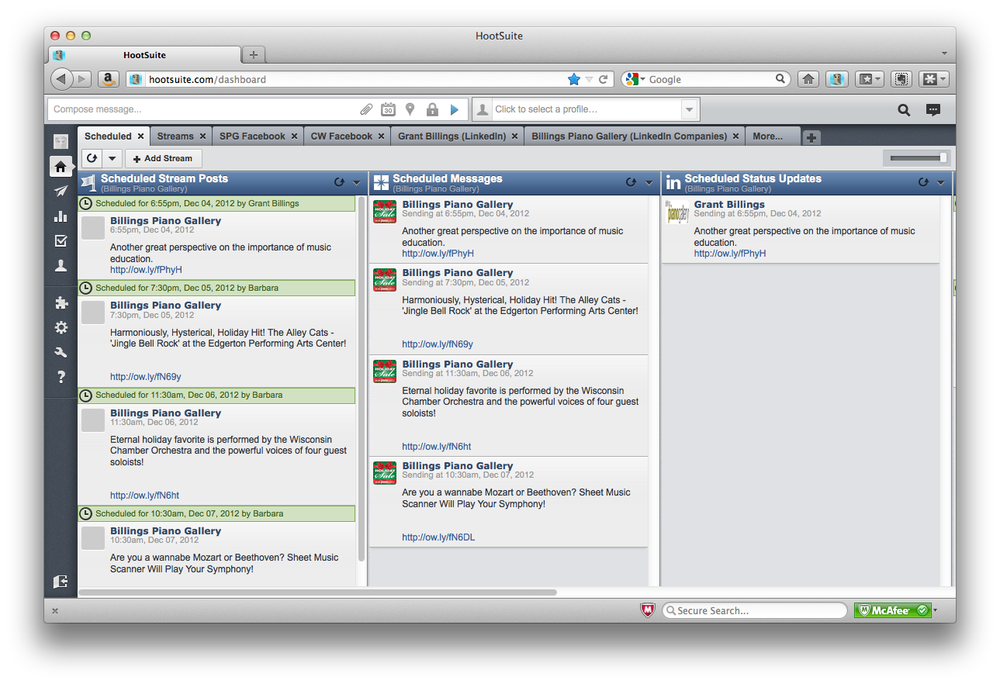 HootSuite
HootSuite
hootsuite.com/dashboard
Google
Compose message...
30
Click to select a profile...
Scheduled
Streams
SPG Facebook
CW Facebook
Grant Billings (LinkedIn)
Billings Piano Gallery (LinkedIn Companies)
More...
Add Stream
Scheduled Stream Posts
(Billings Piano Gallery)
Scheduled for 6:55pm, Dec 04, 2012 by Grant Billings
Billings Piano Gallery
6:55pm, Dec 04, 2012
Another great perspective on the importance of music
education.
http://ow.ly/fPhyH
Scheduled for 7:30pm, Dec 05, 2012 by Barbara
Billings Piano Gallery
7:30pm, Dec 05, 2012
Harmoniously, Hysterical, Holiday Hit! The Alley Cats -
'Jingle Bell Rock' at the Edgerton Performing Arts Center!
http://ow.ly/fN69y
Scheduled for 11:30am, Dec 06, 2012 by Barbara
Billings Piano Gallery
11:30am, Dec 06, 2012
Eternal holiday favorite is performed by the Wisconsin
Chamber Orchestra and the powerful voices of four guest
soloists!
http://ow.ly/fN6ht
Scheduled for 10:30am, Dec 07, 2012 by Barbara
Billings Piano Gallery
10:30am, Dec 07, 2012
Are you a wannabe Mozart or Beethoven? Sheet Music
Scanner Will Play Your Symphony!
Scheduled Messages
(Billings Piano Gallery)
HOLIDAY
Sale
Billings Piano Gallery
Sending at 6:55pm, Dec 04, 2012
Another great perspective on the importance of music
education.
http://ow.ly/fPhyH
HOLIDAY
Sale
Billings Piano Gallery
Sending at 7:30pm, Dec 05, 2012
Harmoniously, Hysterical, Holiday Hit! The Alley Cats -
'Jingle Bell Rock' at the Edgerton Performing Arts Center!
http://ow.ly/fN69y
HOLIDAY
Sale
Billings Piano Gallery
Sending at 11:30am, Dec 06, 2012
Eternal holiday favorite is performed by the Wisconsin
Chamber Orchestra and the powerful voices of four guest
soloists!
http://ow.ly/fN6ht
HOLIDAY
Sale
Billings Piano Gallery
Sending at 10:30am, Dec 07, 2012
Are you a wannabe Mozart or Beethoven? Sheet Music
Scanner Will Play Your Symphony!
http://ow.ly/fN6DL
in
Scheduled Status Updates
(Billings Piano Gallery)
pianogallery
Grant Billings
Sending at 6:55pm, Dec 04, 2012
Another great perspective on the importance of music
education.
http://ow.ly/fPhyH
Secure Search...
McAfee